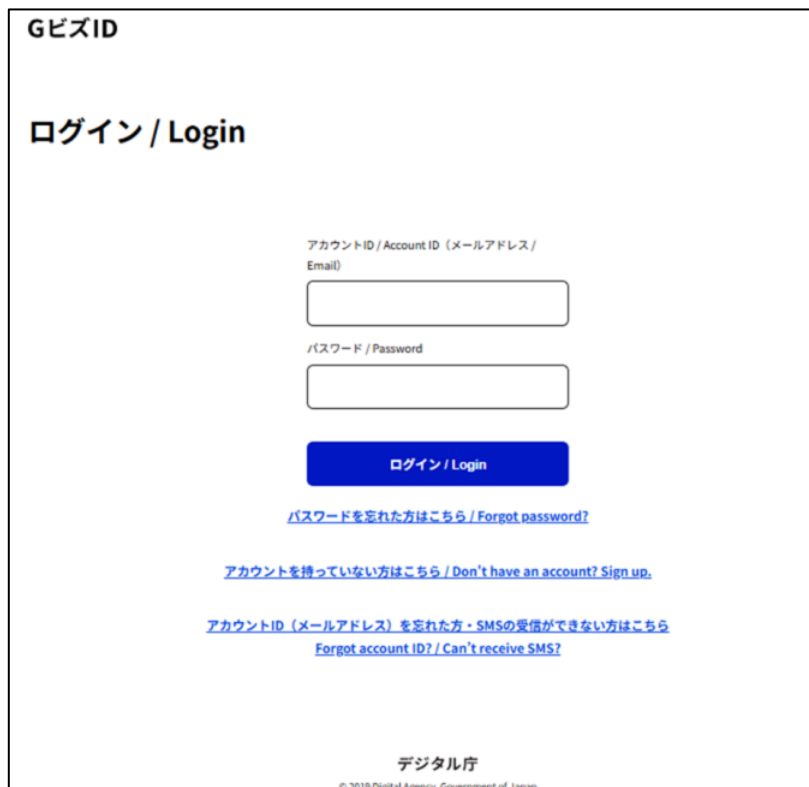 GビズID
ログイン / Login
アカウントID / Account ID（メールアドレス /
Email）
パスワード / Password
ログイン / Login
パスワードを忘れた方はこちら / Forgot password?
アカウントを持っていない方はこちら / Don't have an account? Sign up.
アカウントID（メールアドレス）を忘れた方・SMSの受信ができない方はこちら
Forgot account ID? / Can't receive SMS?
デジタル庁
© 2019 Digital Agency, Government of Japan